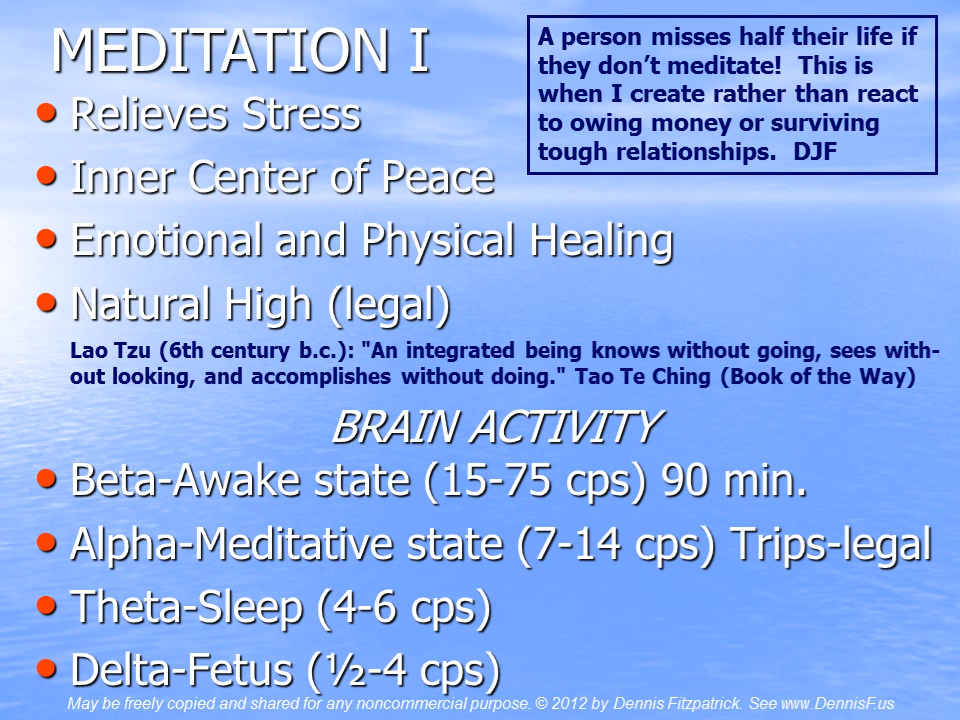 MEDITATION I
A person misses half their life if
they don’t meditate!  This is
when I create rather than react
to owing money or surviving
tough relationships.  DJF
• Relieves Stress
• Inner Center of Peace
• Emotional and Physical Healing
• Natural High (legal)
Lao Tzu (6th century b.c.): "An integrated being knows without going, sees with-
out looking, and accomplishes without doing." Tao Te Ching (Book of the Way)
BRAIN ACTIVITY
• Beta-Awake state (15-75 cps) 90 min.
• Alpha-Meditative state (7-14 cps) Trips-legal
• Theta-Sleep (4-6 cps)
• Delta-Fetus (½-4 cps)
May be freely copied and shared for any noncommercial purpose. © 2012 by Dennis Fitzpatrick. See www.DennisF.us